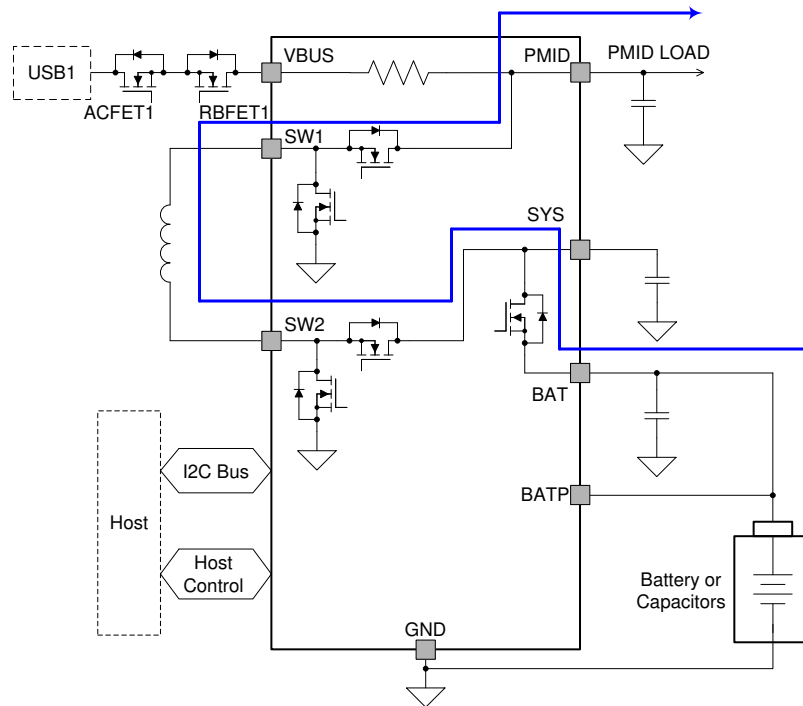 VBUS
PMID
PMID LOAD
USB1
ACFET1
RBFET1
SW1
SYS
SW2
BAT
I2C Bus
BATP
Host
Host
Control
Battery or
Capacitors
GND